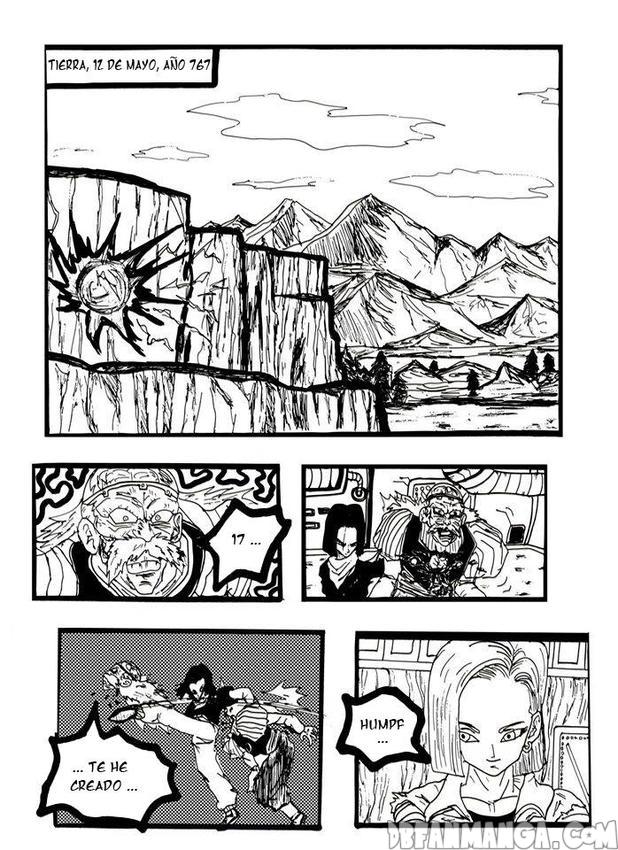 TIERRA, 12 DE MAYO, AÑO 767
17 ...
... TE HE
CREADO ...
HUMPF
...
DBFANMANGA.COM